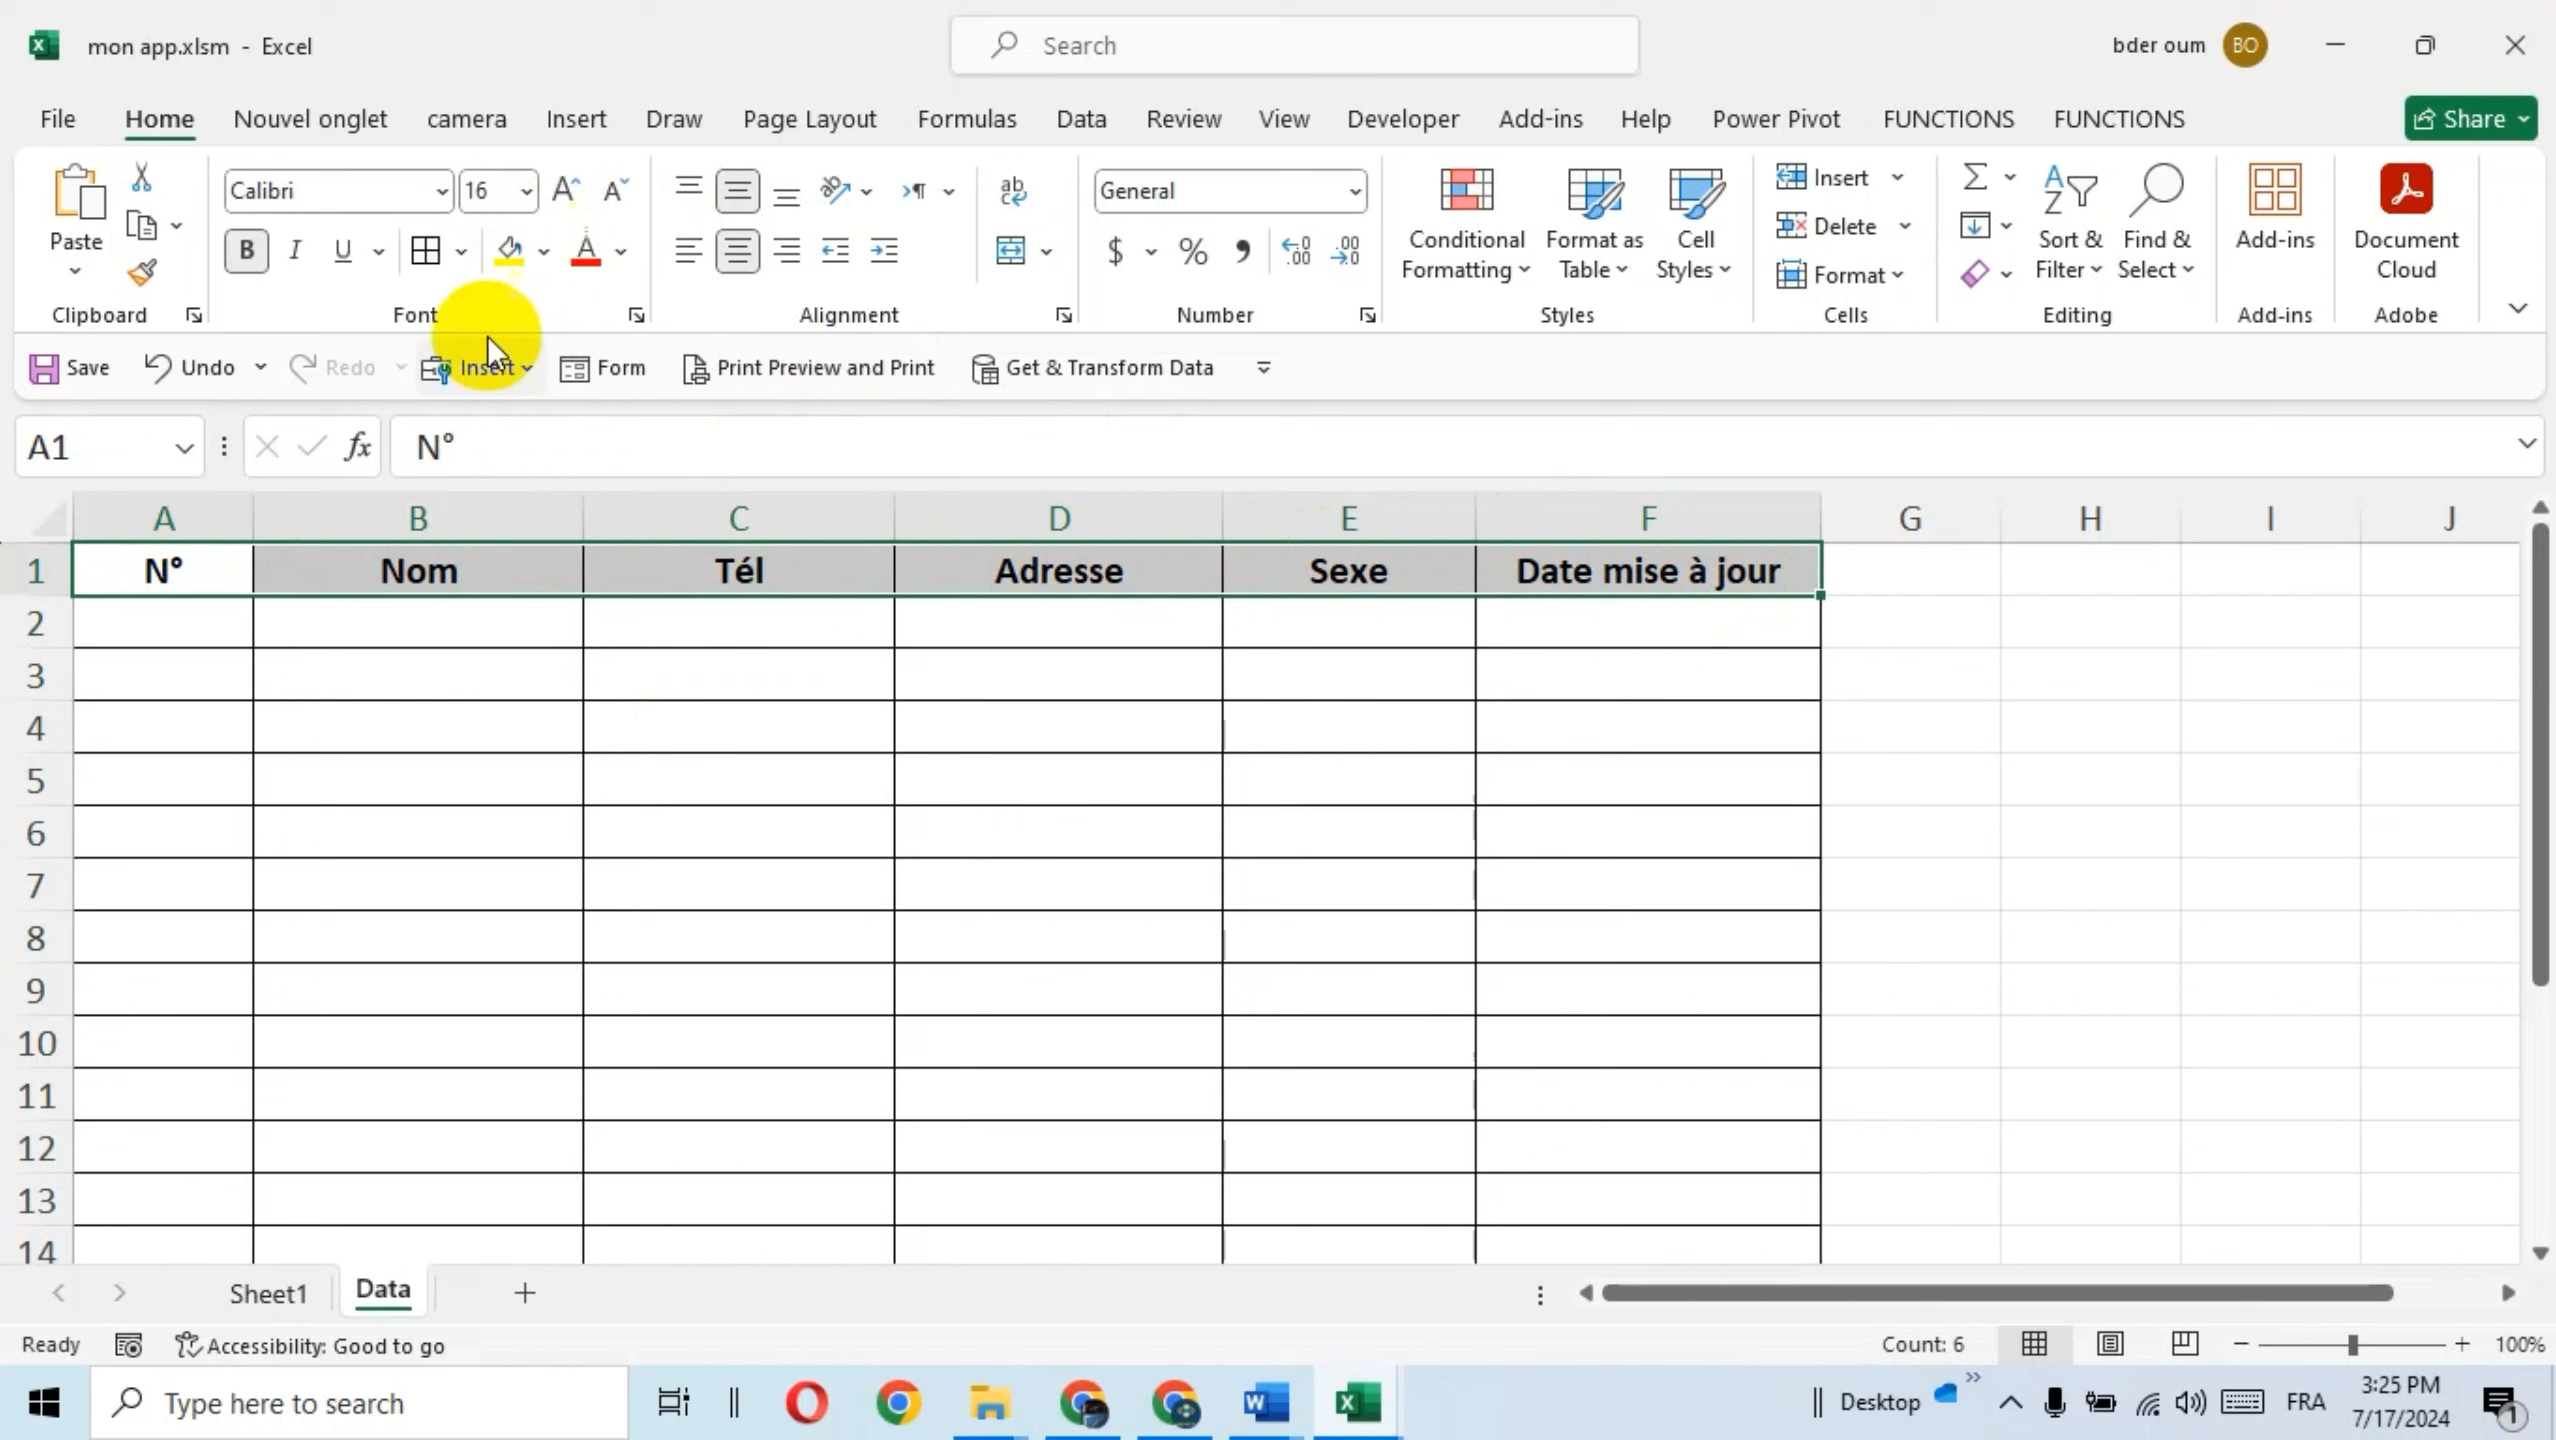 mon app.xlsm - Excel
Search
bder oum BO
File Home Nouvel onglet camera Insert Draw Page Layout Formulas Data Review View Developer Add-ins Help Power Pivot FUNCTIONS FUNCTIONS Share
Paste
Clipboard
Calibri 16
B I U A
Font
ab
Alignment
General
$ % 9
Number
Conditional Formatting
Format as Table
Cell Styles
Styles
Insert
Delete
Format
Cells
Sort & Filter
Find & Select
Editing
Add-ins
Add-ins
Document Cloud
Adobe
Save Undo Redo Insert Form Print Preview and Print Get & Transform Data
A1 fx N°
A B C D E F G H I J
1 N° Nom Tél Adresse Sexe Date mise à jour
2
3
4
5
6
7
8
9
10
11
12
13
14
Sheet1 Data
Ready Accessibility: Good to go Count: 6 100%
Type here to search Desktop FRA 3:25 PM
7/17/2024 1